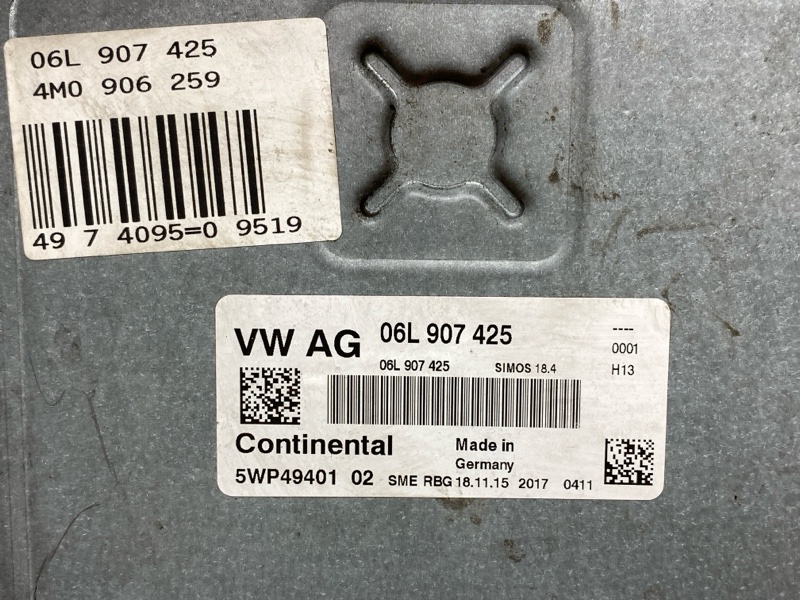 06L 907 425
4M0 906 259
49 7 4095=0 9519
VW AG 06L 907 425 ----
0001
06L 907 425 SIMOS 18.4 H13
Continental Made in
Germany
5WP49401 02 SME RBG 18.11.15 2017 0411